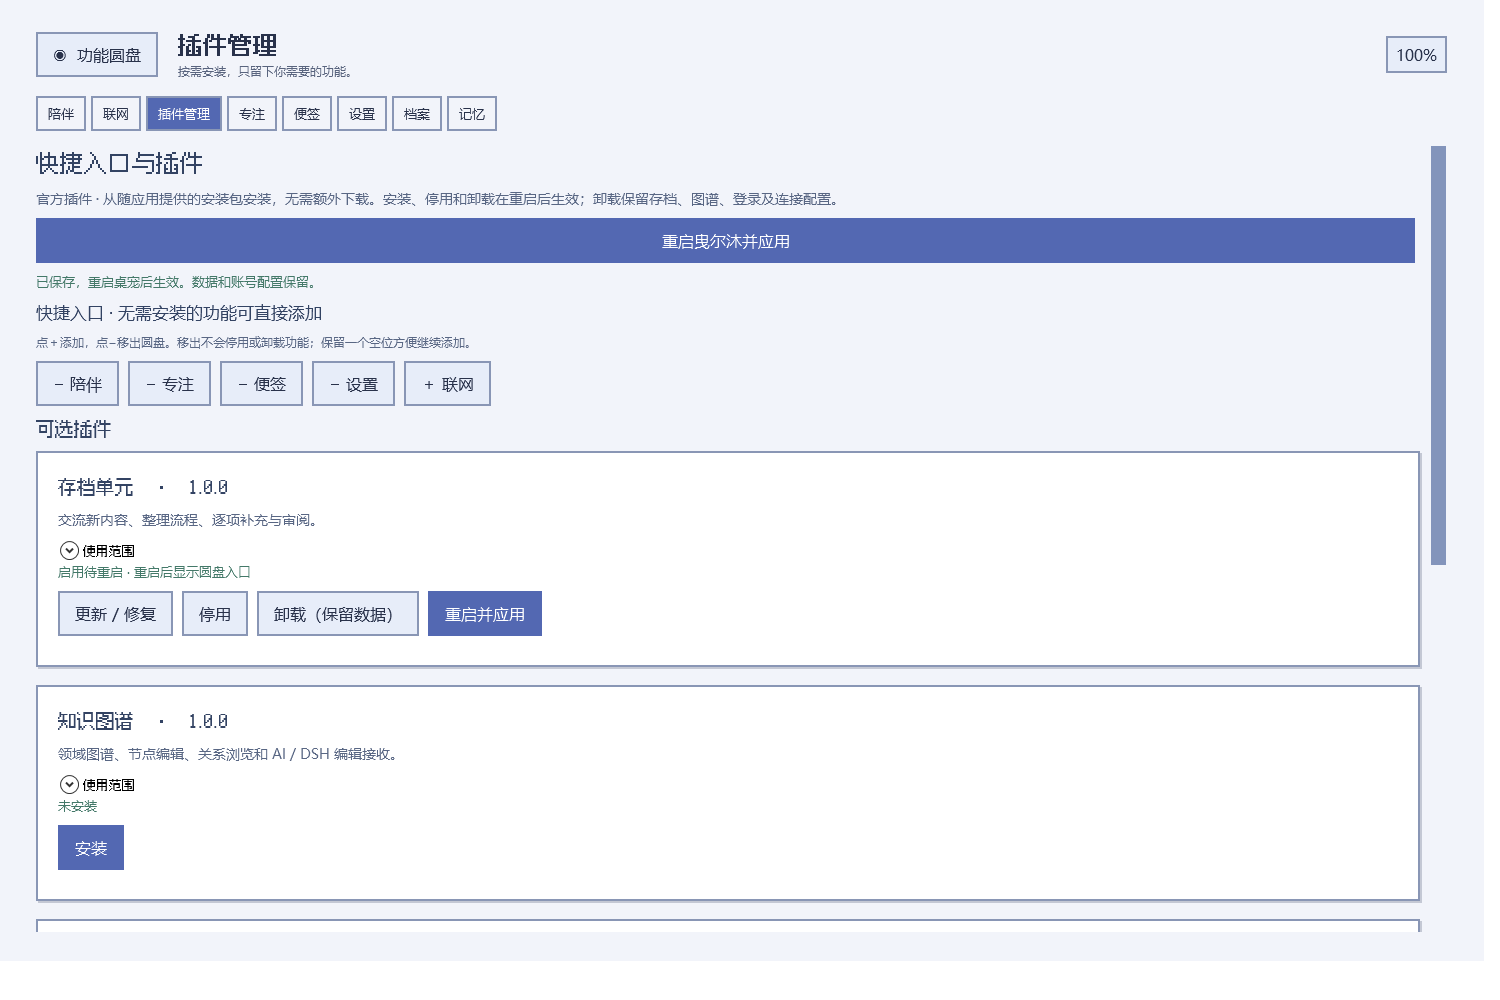 ◉ 功能圆盘
插件管理
按需安装，只留下你需要的功能。
100%
陪伴 联网 插件管理 专注 便签 设置 档案 记忆
快捷入口与插件
官方插件 · 从随应用提供的安装包安装，无需额外下载。安装、停用和卸载在重启后生效；卸载保留存档、图谱、登录及连接配置。
重启曳尔沐并应用
已保存，重启桌宠后生效。数据和账号配置保留。
快捷入口 · 无需安装的功能可直接添加
点＋添加，点−移出圆盘。移出不会停用或卸载功能；保留一个空位方便继续添加。
− 陪伴 − 专注 − 便签 − 设置 ＋ 联网
可选插件
存档单元 · 1.0.0
交流新内容、整理流程、逐项补充与审阅。
使用范围
启用待重启 · 重启后显示圆盘入口
更新 / 修复 停用 卸载（保留数据） 重启并应用
知识图谱 · 1.0.0
领域图谱、节点编辑、关系浏览和 AI / DSH 编辑接收。
使用范围
未安装
安装